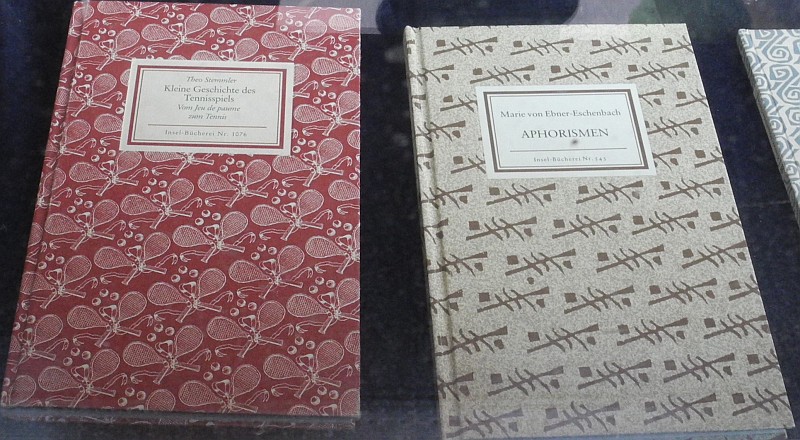 Theo Stemmler
Kleine Geschichte des
Tennisspiels
Vom Jeu de paume
zum Tennis
Insel-Bücherei Nr. 1076
Marie von Ebner-Eschenbach
APHORISMEN
Insel-Bücherei Nr. 543